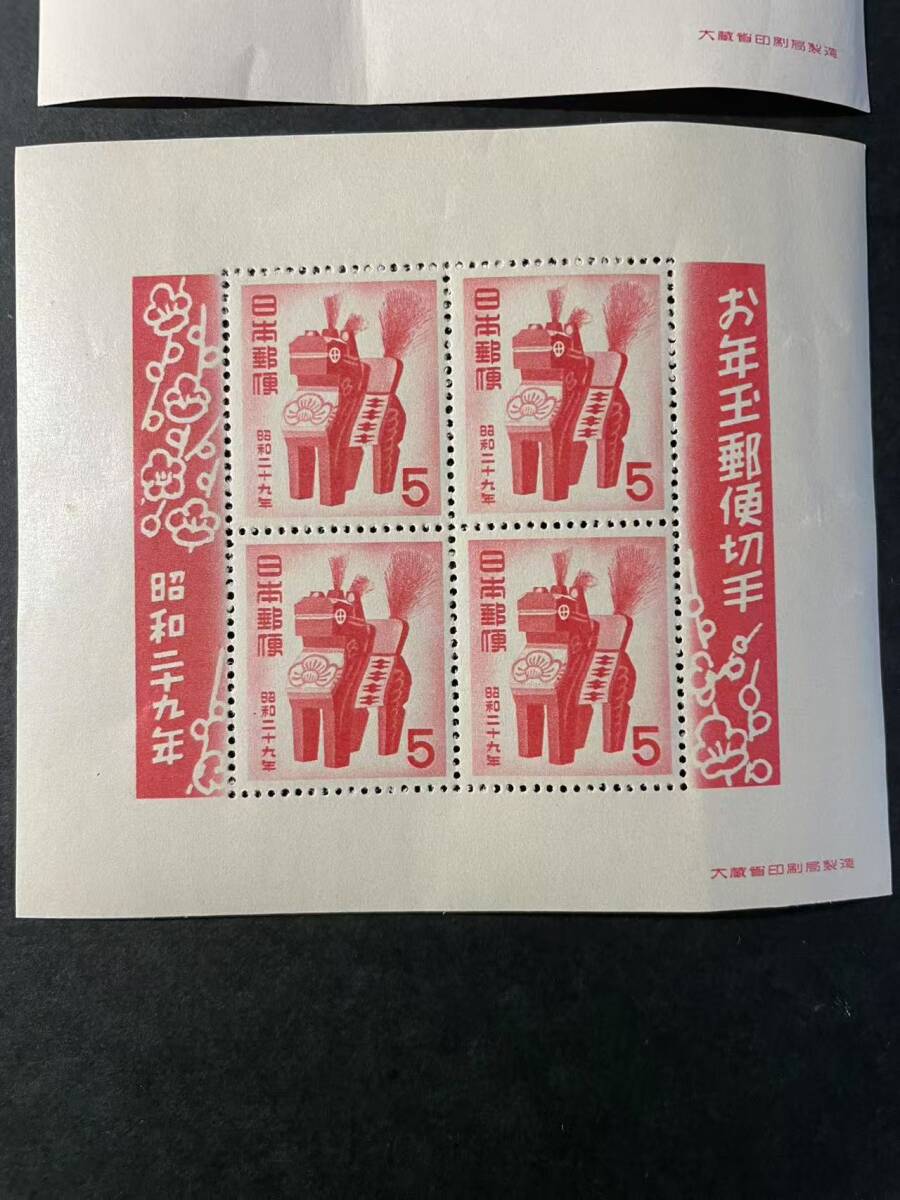 大蔵省印刷局製造
お年玉郵便切手
昭和二十九年
日本郵便
昭和二十九年
5
日本郵便
昭和二十九年
5
日本郵便
昭和二十九年
5
日本郵便
昭和二十九年
5
大蔵省印刷局製造